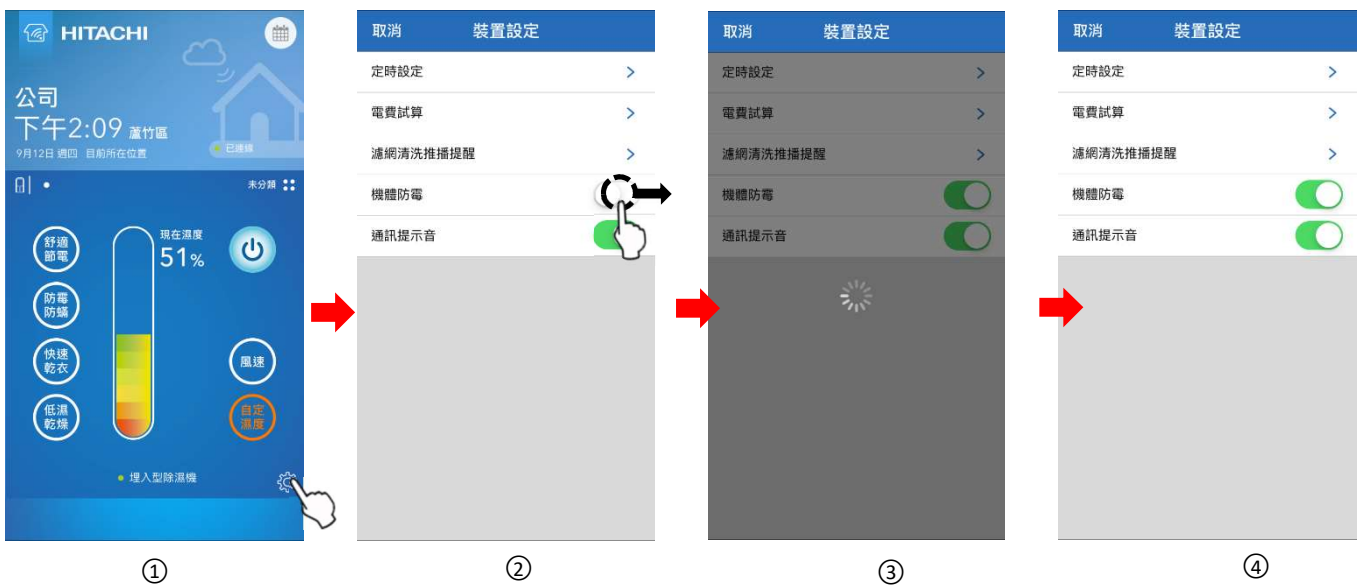 HITACHI
公司
下午2:09 蘆竹區
9月12日 週四 目前所在位置
已連線
未分類
舒適
節電
現在濕度
51%
防霉
防蟎
快速
乾衣
風速
低濕
乾燥
自定
濕度
埋入型除濕機
①
取消 裝置設定
定時設定
電費試算
濾網清洗推播提醒
機體防霉
通訊提示音
②
取消 裝置設定
定時設定
電費試算
濾網清洗推播提醒
機體防霉
通訊提示音
③
取消 裝置設定
定時設定
電費試算
濾網清洗推播提醒
機體防霉
通訊提示音
④